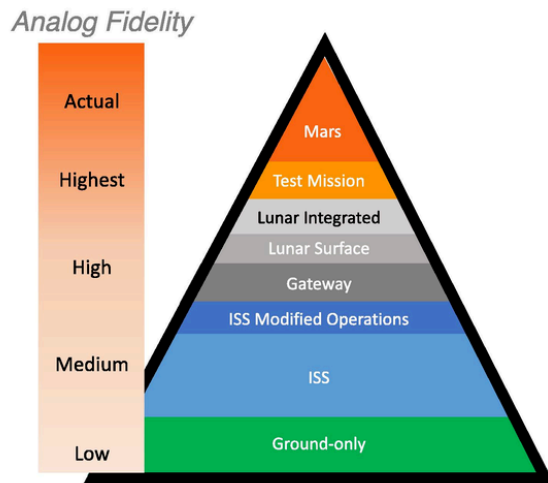 Analog Fidelity
Actual
Highest
High
Medium
Low
Mars
Test Mission
Lunar Integrated
Lunar Surface
Gateway
ISS Modified Operations
ISS
Ground-only